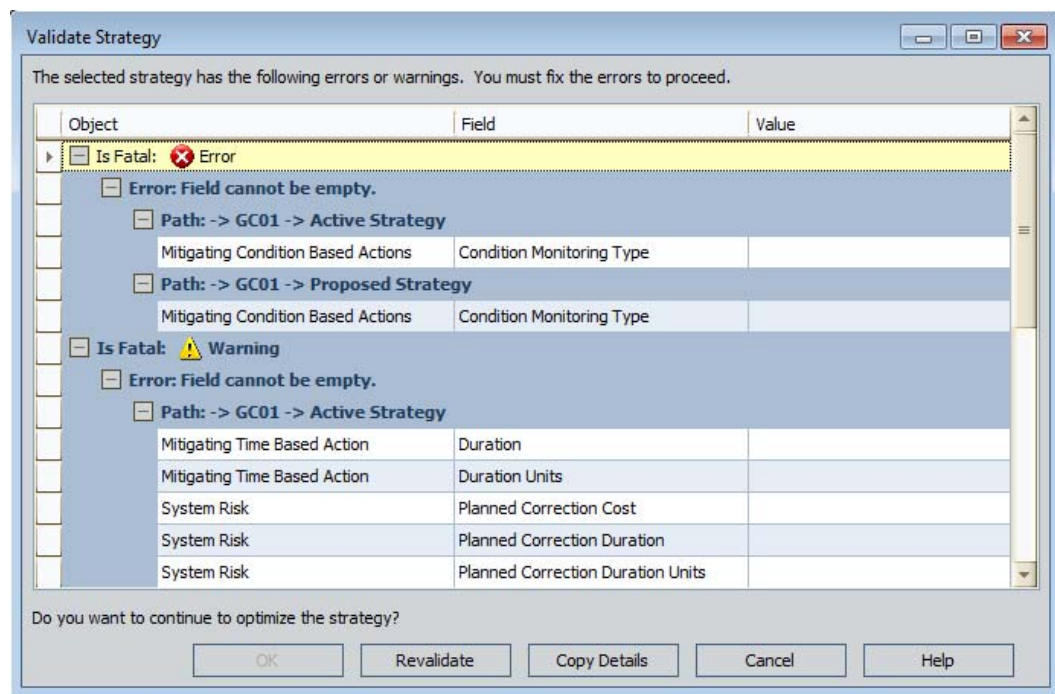 Validate Strategy
The selected strategy has the following errors or warnings. You must fix the errors to proceed.
Object Field Value
Is Fatal: Error
Error: Field cannot be empty.
Path: -> GC01 -> Active Strategy
Mitigating Condition Based Actions Condition Monitoring Type
Path: -> GC01 -> Proposed Strategy
Mitigating Condition Based Actions Condition Monitoring Type
Is Fatal: Warning
Error: Field cannot be empty.
Path: -> GC01 -> Active Strategy
Mitigating Time Based Action Duration
Mitigating Time Based Action Duration Units
System Risk Planned Correction Cost
System Risk Planned Correction Duration
System Risk Planned Correction Duration Units
Do you want to continue to optimize the strategy?
OK Revalidate Copy Details Cancel Help